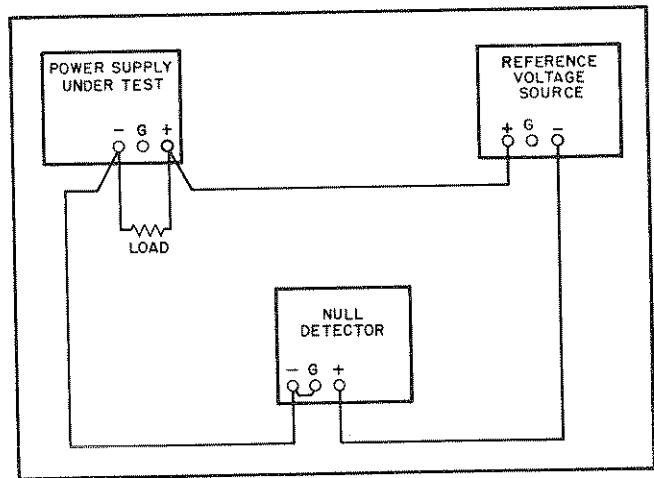 POWER SUPPLY
UNDER TEST
− G +
LOAD
REFERENCE
VOLTAGE
SOURCE
+ G −
NULL
DETECTOR
− G +